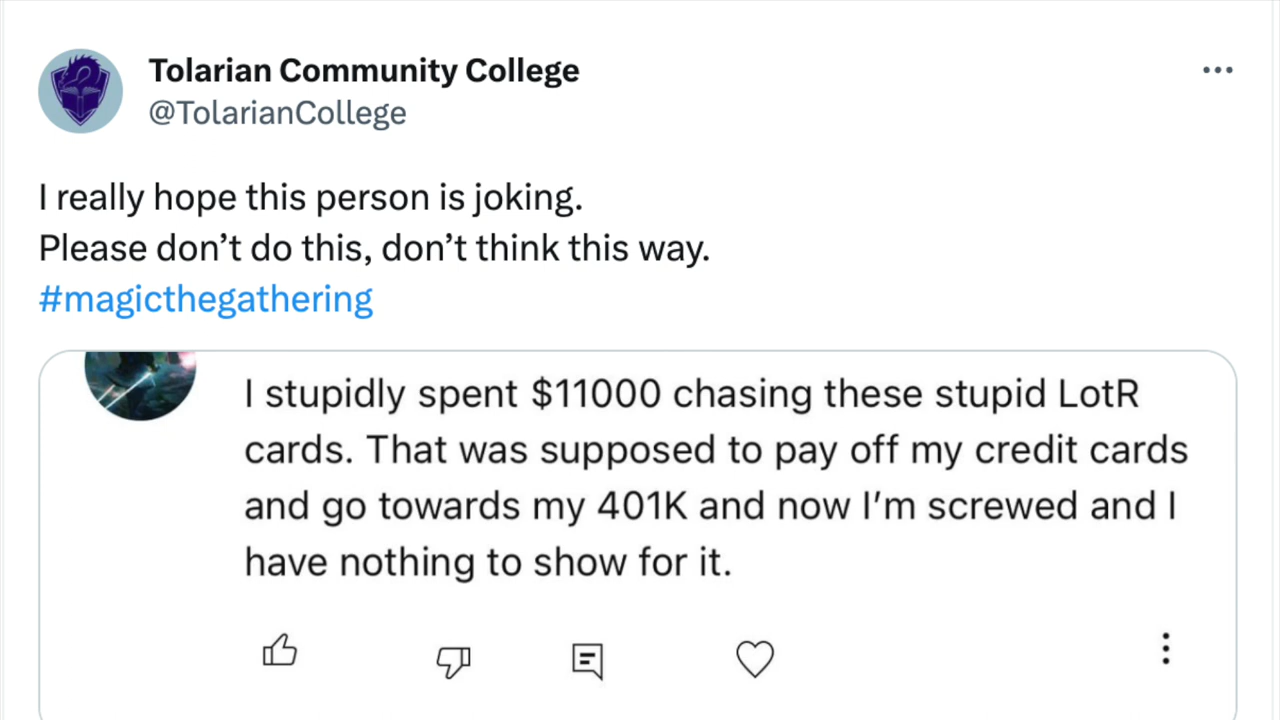 Tolarian Community College
@TolarianCollege
I really hope this person is joking.
Please don’t do this, don’t think this way.
#magicthegathering
I stupidly spent $11000 chasing these stupid LotR
cards. That was supposed to pay off my credit cards
and go towards my 401K and now I’m screwed and I
have nothing to show for it.